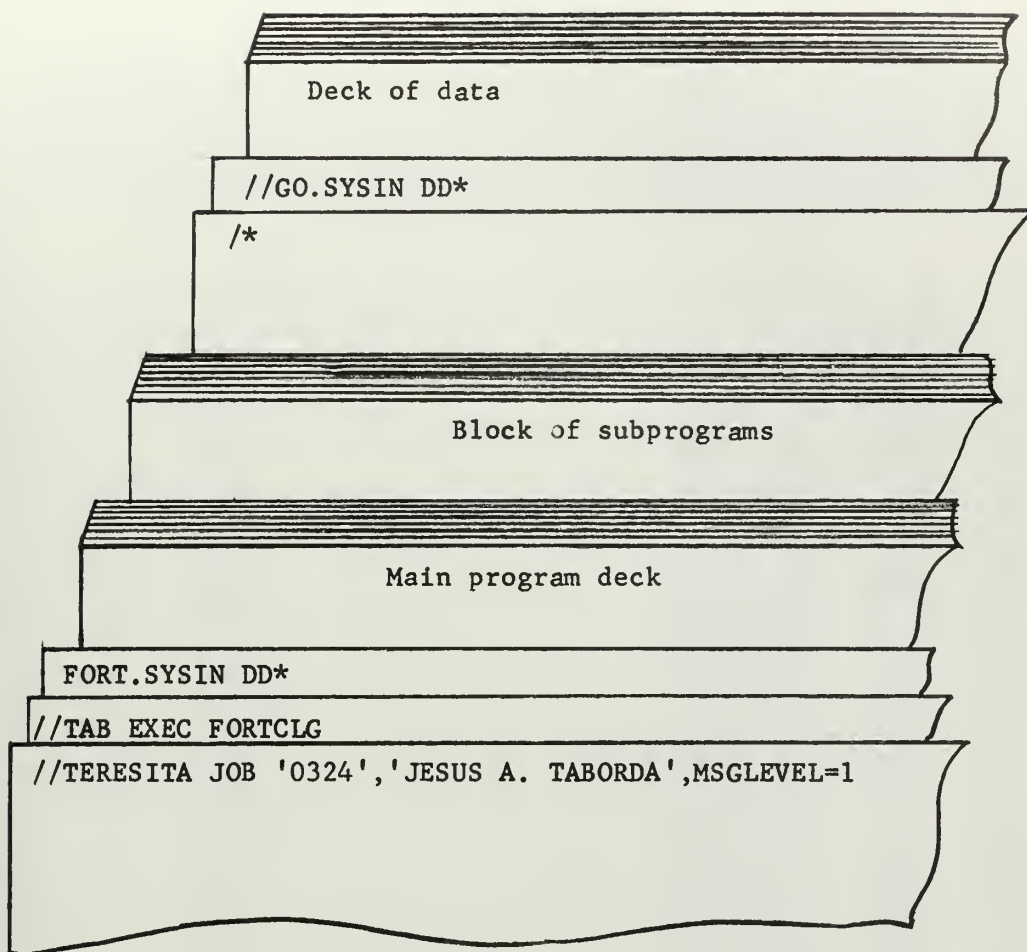 Deck of data
//GO.SYSIN DD*
/*
Block of subprograms
Main program deck
FORT.SYSIN DD*
//TAB EXEC FORTCLG
//TERESITA JOB '0324','JESUS A. TABORDA',MSGLEVEL=1